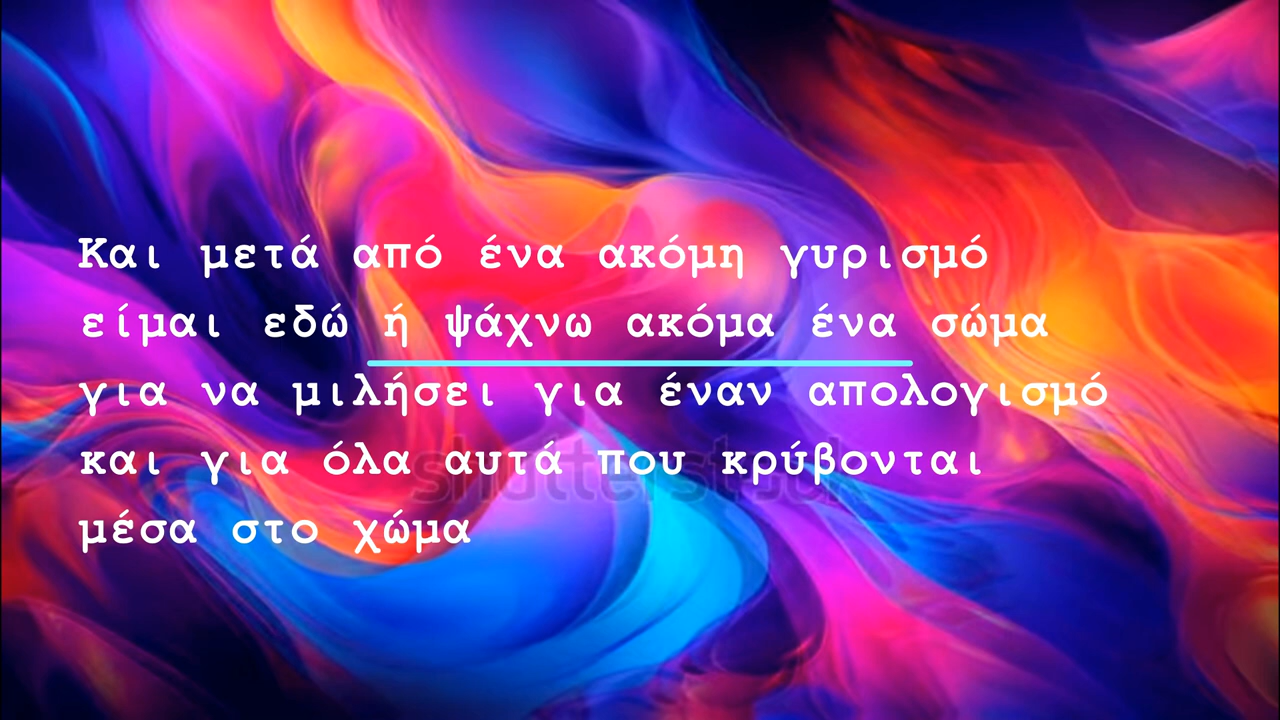 Και μετά από ένα ακόμη γυρισμό
είμαι εδώ ή ψάχνω ακόμα ένα σώμα
για να μιλήσει για έναν απολογισμό
και για όλα αυτά που κρύβονται
shutterstock
μέσα στο χώμα